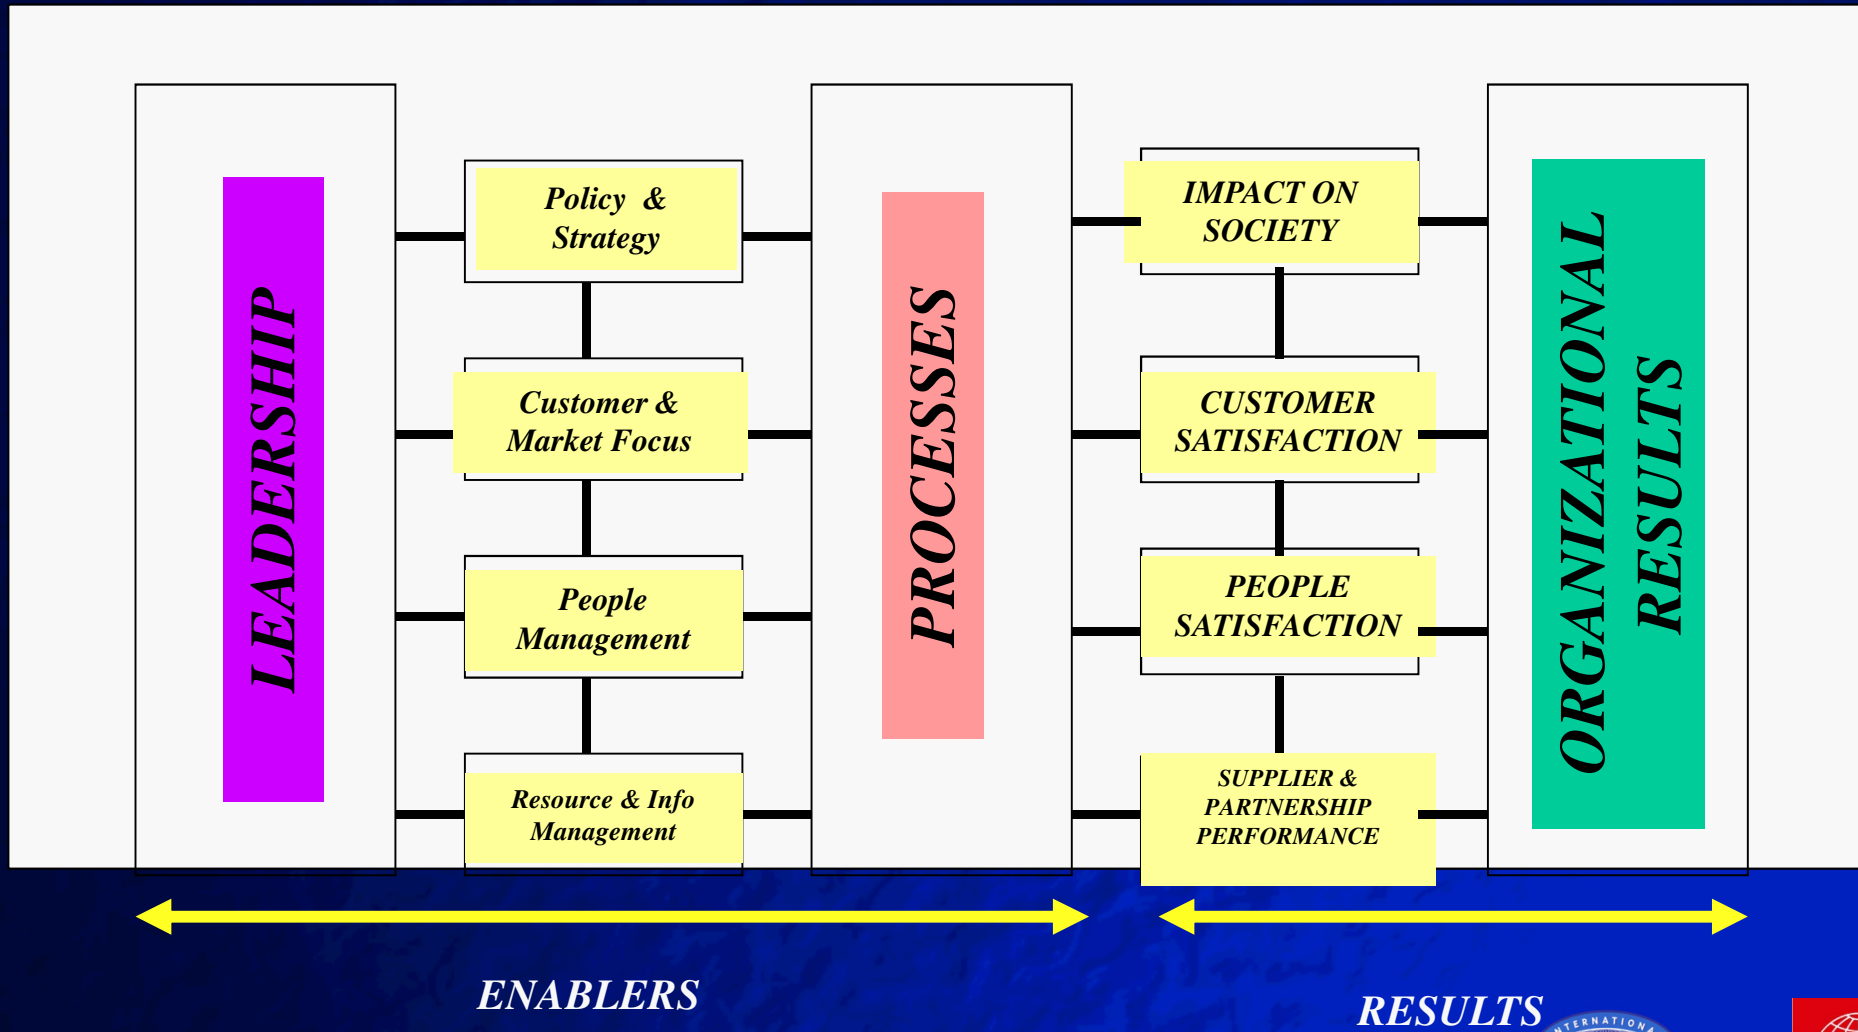 LEADERSHIP
Policy &
Strategy
Customer &
Market Focus
People
Management
Resource & Info
Management
PROCESSES
IMPACT ON
SOCIETY
CUSTOMER
SATISFACTION
PEOPLE
SATISFACTION
SUPPLIER &
PARTNERSHIP
PERFORMANCE
ORGANIZATIONAL
RESULTS
ENABLERS
RESULTS